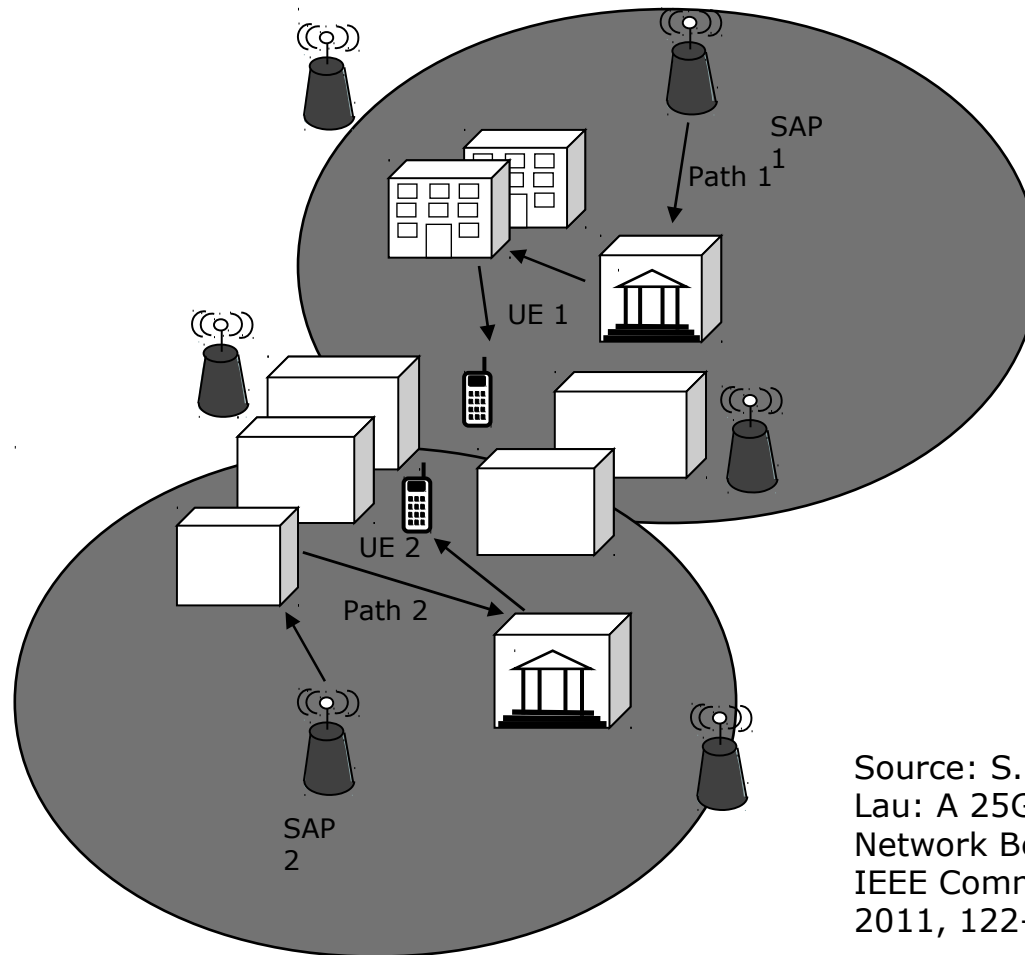 SAP
1
Path 1
UE 1
UE 2
Path 2
SAP
2
Source: S.
Lau: A 25G
Network Be
IEEE Comm
2011, 122-